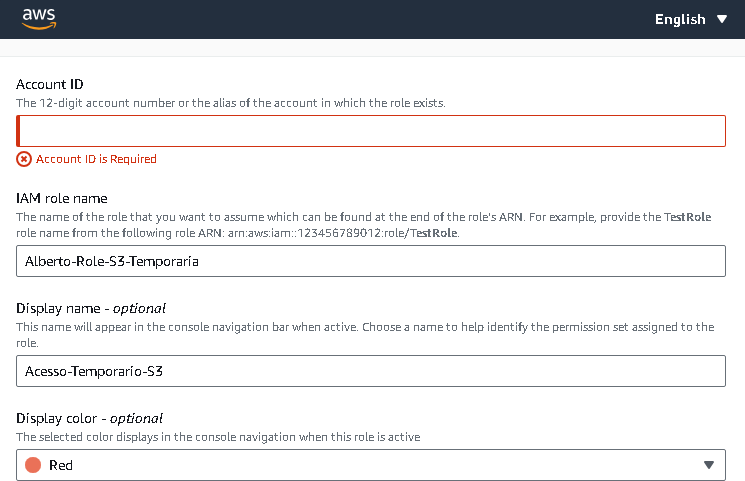 aws
English
Account ID
The 12-digit account number or the alias of the account in which the role exists.
Account ID is Required
IAM role name
The name of the role that you want to assume which can be found at the end of the role's ARN. For example, provide the TestRole
role name from the following role ARN: arn:aws:iam::123456789012:role/TestRole.
Alberto-Role-S3-Temporaria
Display name - optional
This name will appear in the console navigation bar when active. Choose a name to help identify the permission set assigned to the
role.
Acesso-Temporario-S3
Display color - optional
The selected color displays in the console navigation when this role is active
Red